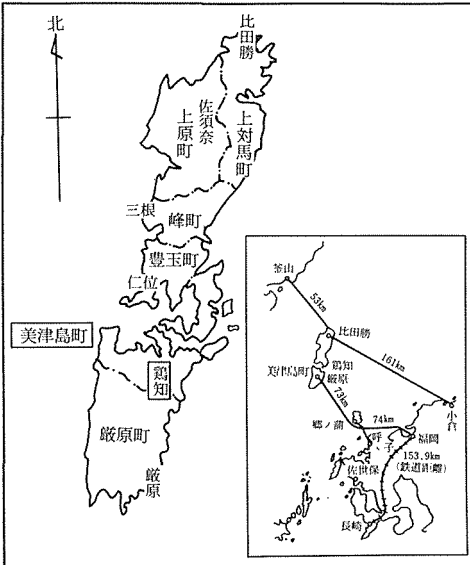 北
比田勝
佐須奈
上原町
上対馬町
三根
峰町
豊玉町
仁位
美津島町
鶏知
厳原町
厳原
釜山
53km
比田勝
161km
美津島町
鶏知
厳原
73km
小倉
郷ノ浦
74km
呼子
福岡
153.9km
(鉄道距離)
佐世保
長崎